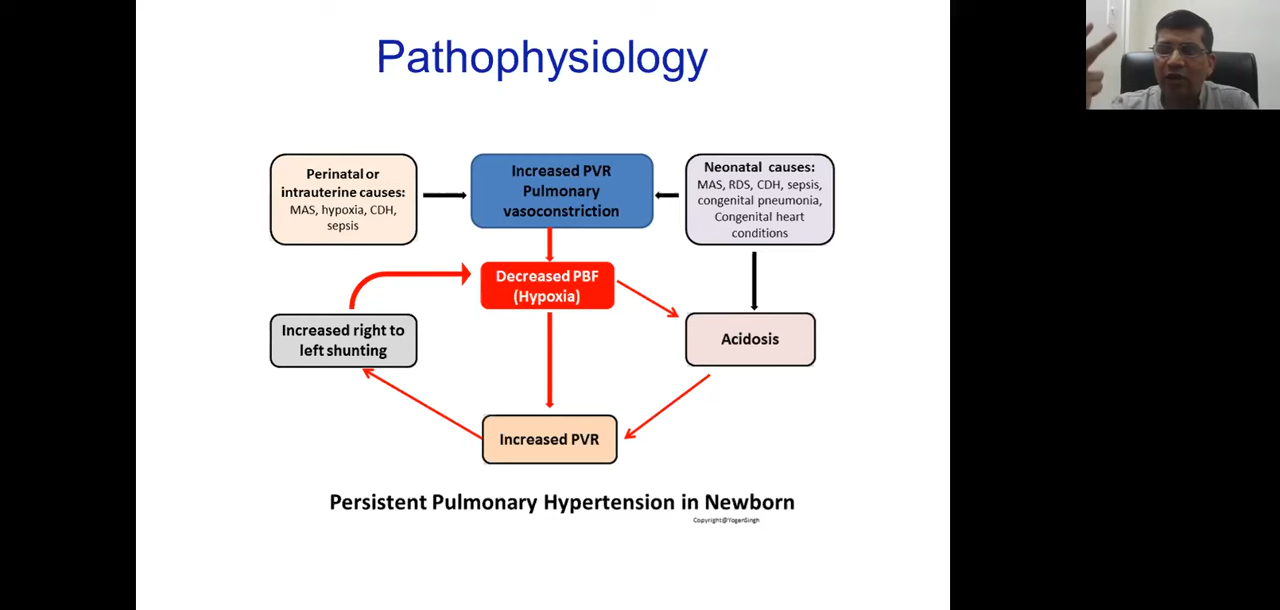 Pathophysiology
Perinatal or
intrauterine causes:
MAS, hypoxia, CDH,
sepsis
Increased PVR
Pulmonary
vasoconstriction
Neonatal causes:
MAS, RDS, CDH, sepsis,
congenital pneumonia,
Congenital heart
conditions
Decreased PBF
(Hypoxia)
Increased right to
left shunting
Acidosis
Increased PVR
Persistent Pulmonary Hypertension in Newborn
Copyright@YogenSingh